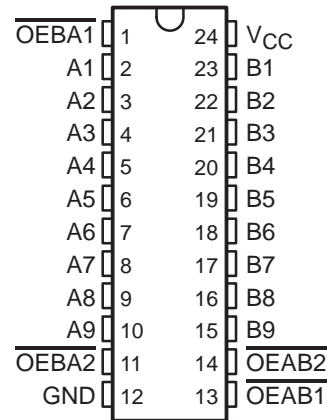 OEBA1 1 24 VCC
A1 2 23 B1
A2 3 22 B2
A3 4 21 B3
A4 5 20 B4
A5 6 19 B5
A6 7 18 B6
A7 8 17 B7
A8 9 16 B8
A9 10 15 B9
OEBA2 11 14 OEAB2
GND 12 13 OEAB1